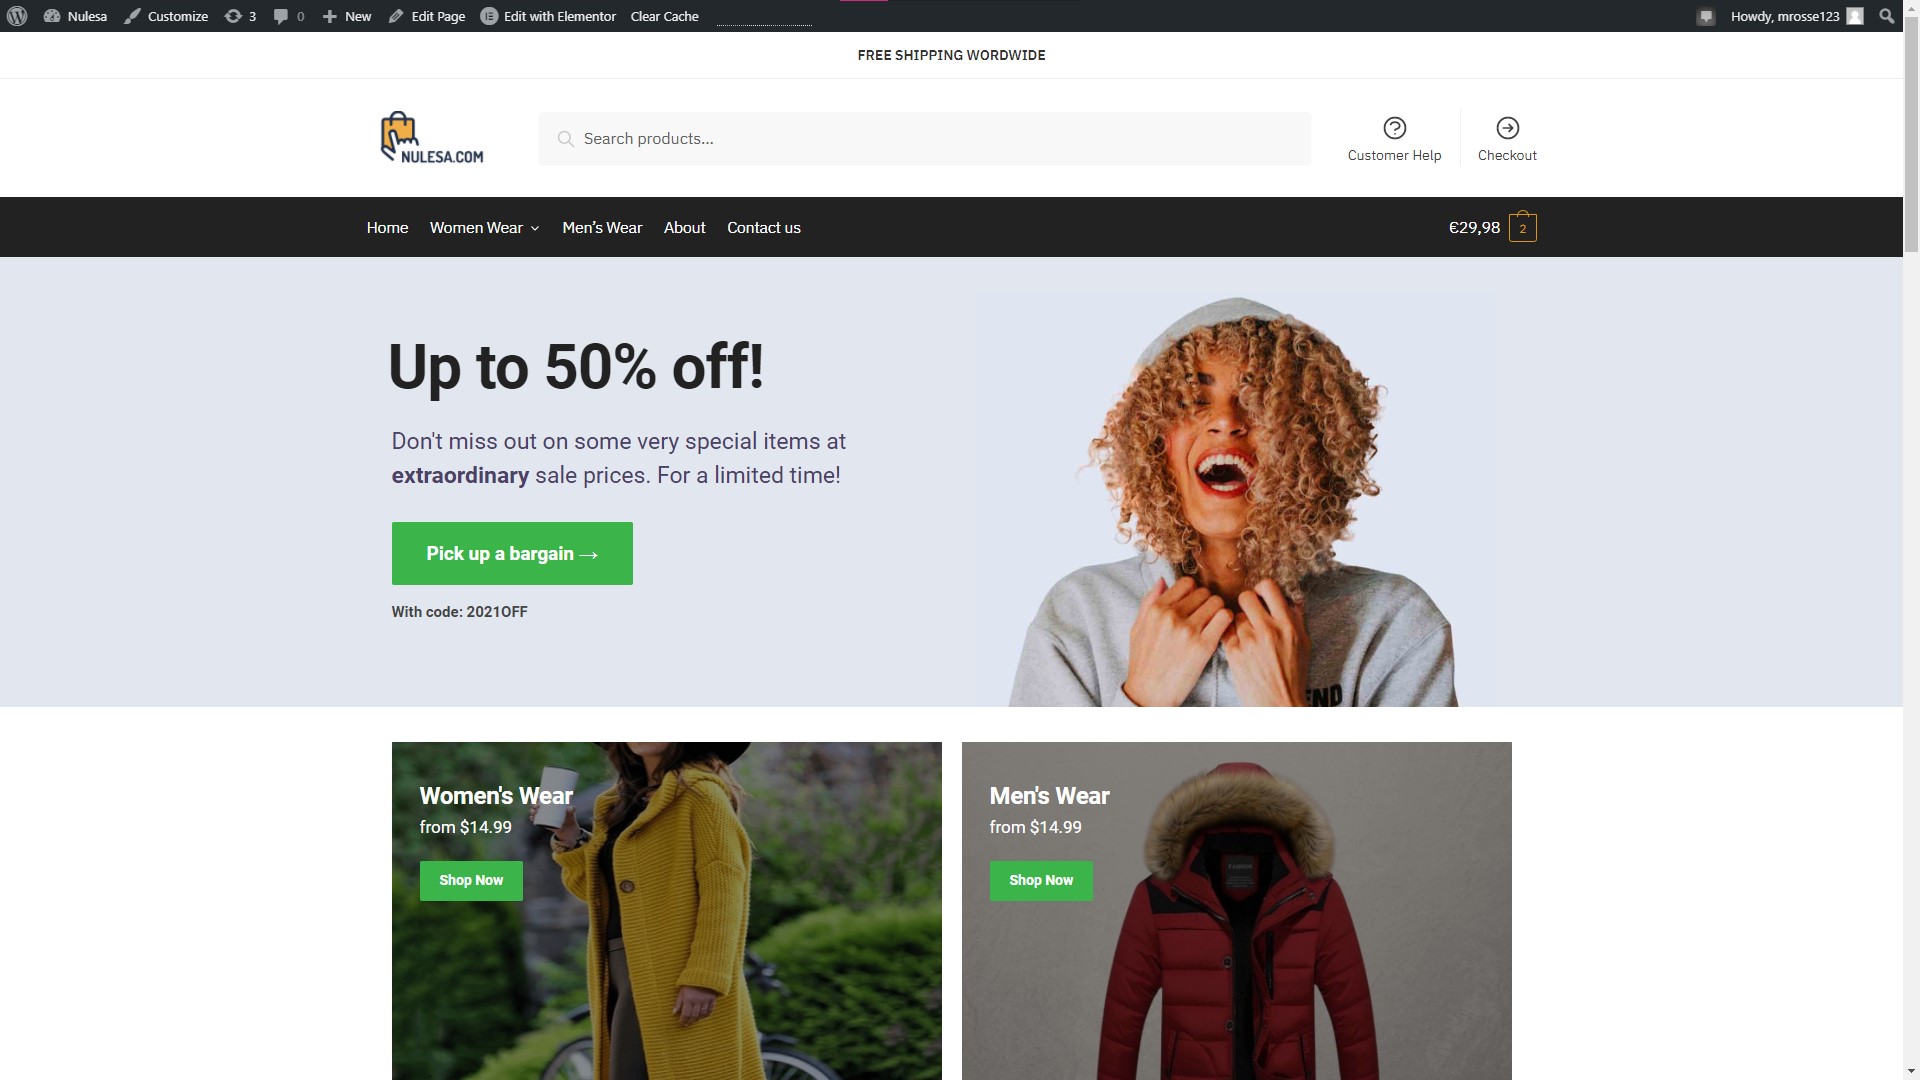 Nulesa
Customize
3
0
New
Edit Page
Edit with Elementor
Clear Cache
Howdy, mrosse123
FREE SHIPPING WORDWIDE
NULESA.COM
Search products...
Customer Help
Checkout
Home
Women Wear
Men’s Wear
About
Contact us
€29,98
2
Up to 50% off!
Don't miss out on some very special items at
extraordinary sale prices. For a limited time!
Pick up a bargain →
With code: 2021OFF
Women's Wear
from $14.99
Shop Now
Men's Wear
from $14.99
Shop Now